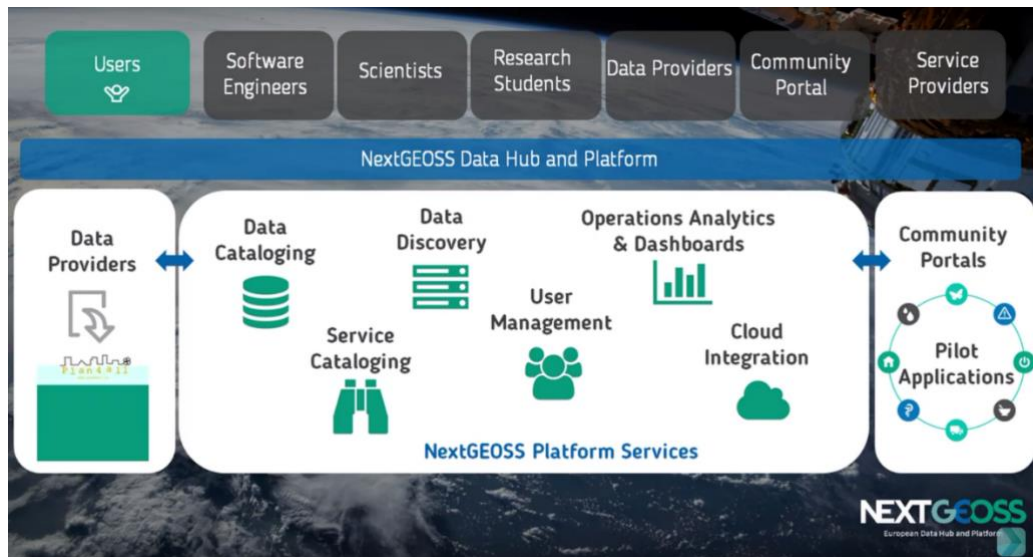 Users
Software
Engineers
Scientists
Research
Students
Data Providers
Community
Portal
Service
Providers
NextGEOSS Data Hub and Platform
Data
Providers
Plan4all
Data
Cataloging
Data
Discovery
Operations Analytics
& Dashboards
Service
Cataloging
User
Management
Cloud
Integration
NextGEOSS Platform Services
Community
Portals
Pilot
Applications
NEXTGEOSS
European Data Hub and Platform